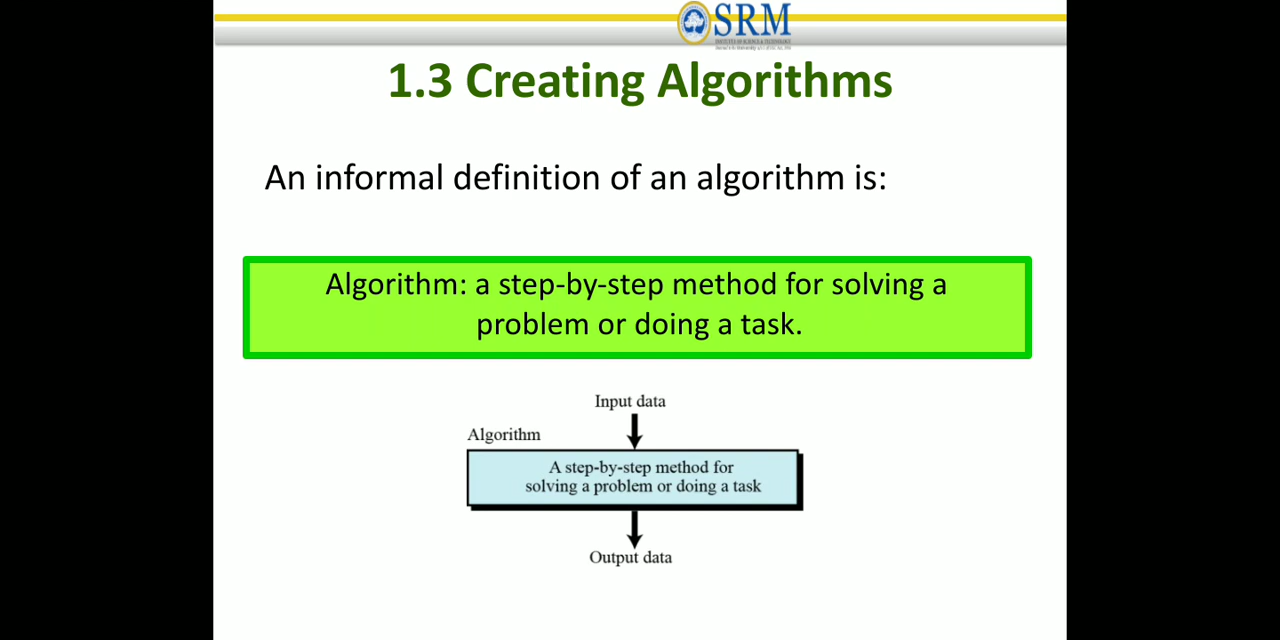 SRM
1.3 Creating Algorithms
An informal definition of an algorithm is:
Algorithm: a step-by-step method for solving a
problem or doing a task.
Input data
Algorithm
A step-by-step method for
solving a problem or doing a task
Output data